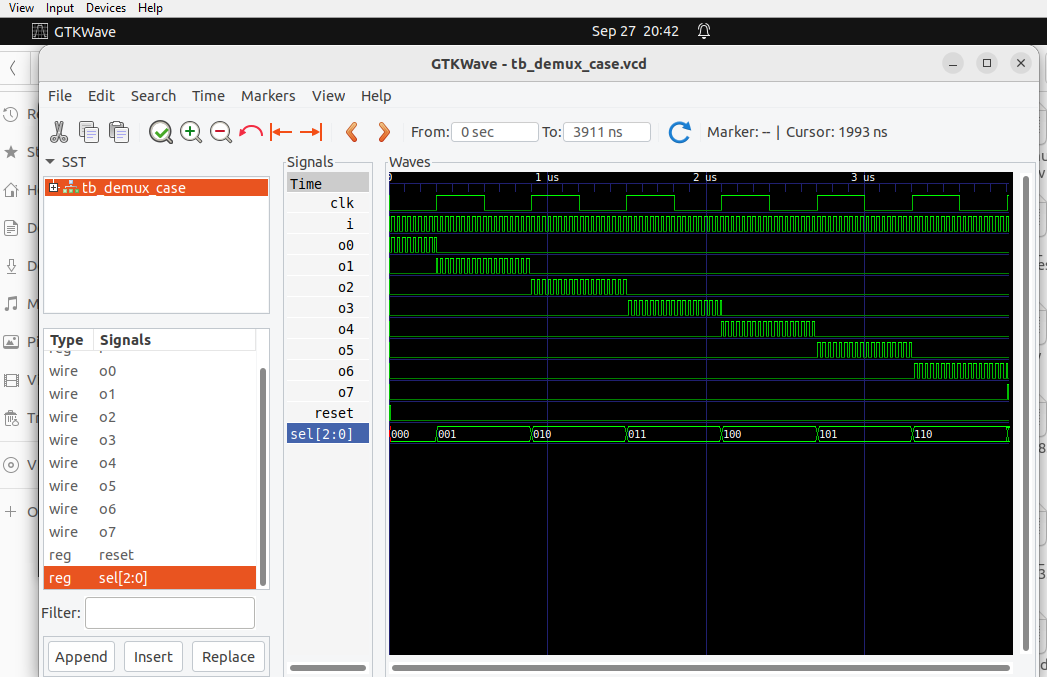 View Input Devices Help
GTKWave Sep 27 20:42
GTKWave - tb_demux_case.vcd
File Edit Search Time Markers View Help
From: 0 sec To: 3911 ns Marker: -- | Cursor: 1993 ns
SST
tb_demux_case
Type Signals
wire o0
wire o1
wire o2
wire o3
wire o4
wire o5
wire o6
wire o7
reg reset
reg sel[2:0]
Filter:
Append Insert Replace
Signals
Time
clk
i
o0
o1
o2
o3
o4
o5
o6
o7
reset
sel[2:0]
Waves
0 1 us 2 us 3 us
000 001 010 011 100 101 110